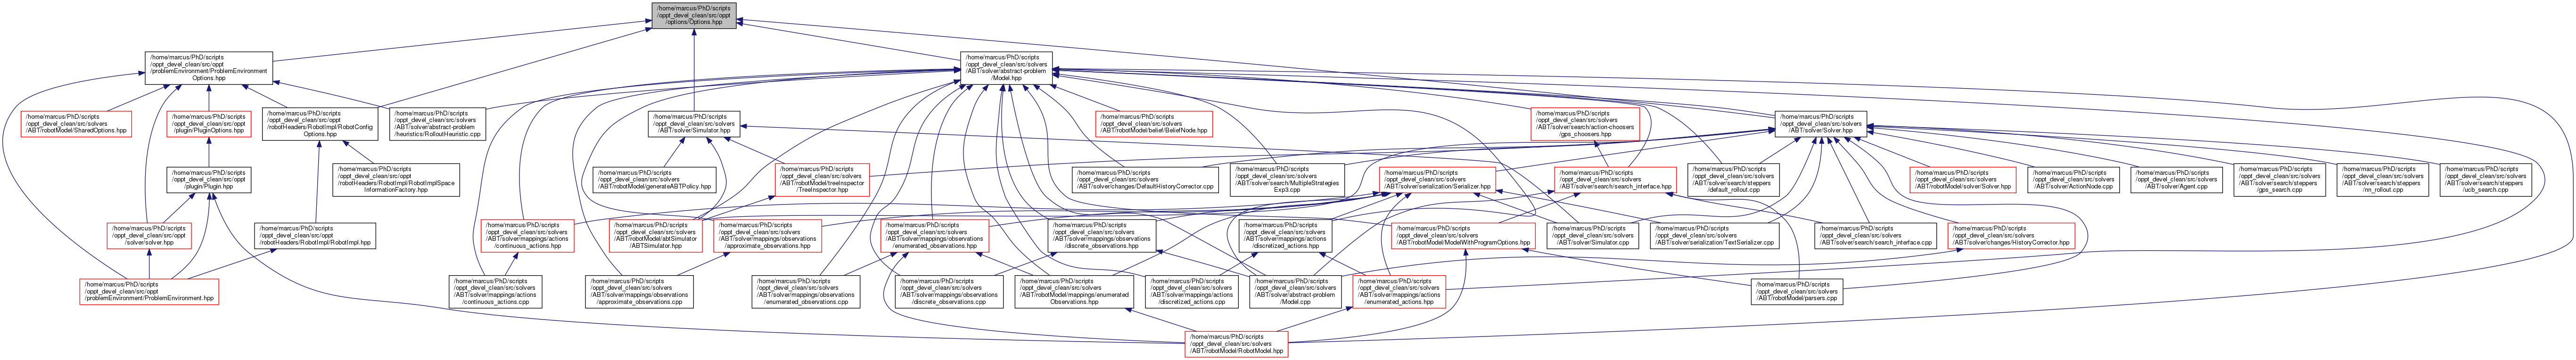 /home/marcus/PhD/scripts
/oppt_devel_clean/src/oppt
/options/Options.hpp
/home/marcus/PhD/scripts
/oppt_devel_clean/src/oppt
/problemEnvironment/ProblemEnvironment
Options.hpp
/home/marcus/PhD/scripts
/oppt_devel_clean/src/solvers
/ABT/solver/abstract-problem
/Model.hpp
/home/marcus/PhD/scripts
/oppt_devel_clean/src/solvers
/ABT/robotModel/SharedOptions.hpp
/home/marcus/PhD/scripts
/oppt_devel_clean/src/oppt
/plugin/PluginOptions.hpp
/home/marcus/PhD/scripts
/oppt_devel_clean/src/oppt
/robotHeaders/RobotImpl/RobotConfig
Options.hpp
/home/marcus/PhD/scripts
/oppt_devel_clean/src/solvers
/ABT/solver/abstract-problem
/heuristics/RolloutHeuristic.cpp
/home/marcus/PhD/scripts
/oppt_devel_clean/src/solvers
/ABT/solver/Simulator.hpp
/home/marcus/PhD/scripts
/oppt_devel_clean/src/solvers
/ABT/robotModel/belief/BeliefNode.hpp
/home/marcus/PhD/scripts
/oppt_devel_clean/src/solvers
/ABT/solver/search/action-choosers
/gps_choosers.hpp
/home/marcus/PhD/scripts
/oppt_devel_clean/src/solvers
/ABT/solver/Solver.hpp
/home/marcus/PhD/scripts
/oppt_devel_clean/src/oppt
/plugin/Plugin.hpp
/home/marcus/PhD/scripts
/oppt_devel_clean/src/oppt
/robotHeaders/RobotImpl/RobotImplSpace
InformationFactory.hpp
/home/marcus/PhD/scripts
/oppt_devel_clean/src/solvers
/ABT/robotModel/generateABTPolicy.hpp
/home/marcus/PhD/scripts
/oppt_devel_clean/src/solvers
/ABT/robotModel/treeInspector
/TreeInspector.hpp
/home/marcus/PhD/scripts
/oppt_devel_clean/src/solvers
/ABT/solver/changes/DefaultHistoryCorrector.cpp
/home/marcus/PhD/scripts
/oppt_devel_clean/src/solvers
/ABT/solver/search/MultipleStrategies
Exp3.cpp
/home/marcus/PhD/scripts
/oppt_devel_clean/src/solvers
/ABT/solver/serialization/Serializer.hpp
/home/marcus/PhD/scripts
/oppt_devel_clean/src/solvers
/ABT/solver/search/search_interface.hpp
/home/marcus/PhD/scripts
/oppt_devel_clean/src/solvers
/ABT/solver/search/steppers
/default_rollout.cpp
/home/marcus/PhD/scripts
/oppt_devel_clean/src/solvers
/ABT/robotModel/solver/Solver.hpp
/home/marcus/PhD/scripts
/oppt_devel_clean/src/solvers
/ABT/solver/ActionNode.cpp
/home/marcus/PhD/scripts
/oppt_devel_clean/src/solvers
/ABT/solver/Agent.cpp
/home/marcus/PhD/scripts
/oppt_devel_clean/src/solvers
/ABT/solver/search/steppers
/gps_search.cpp
/home/marcus/PhD/scripts
/oppt_devel_clean/src/solvers
/ABT/solver/search/steppers
/nn_rollout.cpp
/home/marcus/PhD/scripts
/oppt_devel_clean/src/solvers
/ABT/solver/search/steppers
/ucb_search.cpp
/home/marcus/PhD/scripts
/oppt_devel_clean/src/oppt
/solver/solver.hpp
/home/marcus/PhD/scripts
/oppt_devel_clean/src/oppt
/robotHeaders/RobotImpl/RobotImpl.hpp
/home/marcus/PhD/scripts
/oppt_devel_clean/src/solvers
/ABT/solver/mappings/actions
/continuous_actions.hpp
/home/marcus/PhD/scripts
/oppt_devel_clean/src/solvers
/ABT/robotModel/abtSimulator
/ABTSimulator.hpp
/home/marcus/PhD/scripts
/oppt_devel_clean/src/solvers
/ABT/solver/mappings/observations
/approximate_observations.hpp
/home/marcus/PhD/scripts
/oppt_devel_clean/src/solvers
/ABT/solver/mappings/observations
/enumerated_observations.hpp
/home/marcus/PhD/scripts
/oppt_devel_clean/src/solvers
/ABT/solver/mappings/observations
/discrete_observations.hpp
/home/marcus/PhD/scripts
/oppt_devel_clean/src/solvers
/ABT/solver/mappings/actions
/discretized_actions.hpp
/home/marcus/PhD/scripts
/oppt_devel_clean/src/solvers
/ABT/robotModel/ModelWithProgramOptions.hpp
/home/marcus/PhD/scripts
/oppt_devel_clean/src/solvers
/ABT/solver/Simulator.cpp
/home/marcus/PhD/scripts
/oppt_devel_clean/src/solvers
/ABT/solver/serialization/TextSerializer.cpp
/home/marcus/PhD/scripts
/oppt_devel_clean/src/solvers
/ABT/solver/search/search_interface.cpp
/home/marcus/PhD/scripts
/oppt_devel_clean/src/solvers
/ABT/solver/changes/HistoryCorrector.hpp
/home/marcus/PhD/scripts
/oppt_devel_clean/src/oppt
/problemEnvironment/ProblemEnvironment.hpp
/home/marcus/PhD/scripts
/oppt_devel_clean/src/solvers
/ABT/solver/mappings/actions
/continuous_actions.cpp
/home/marcus/PhD/scripts
/oppt_devel_clean/src/solvers
/ABT/solver/mappings/observations
/approximate_observations.cpp
/home/marcus/PhD/scripts
/oppt_devel_clean/src/solvers
/ABT/solver/mappings/observations
/enumerated_observations.cpp
/home/marcus/PhD/scripts
/oppt_devel_clean/src/solvers
/ABT/solver/mappings/observations
/discrete_observations.cpp
/home/marcus/PhD/scripts
/oppt_devel_clean/src/solvers
/ABT/robotModel/mappings/enumerated
Observations.hpp
/home/marcus/PhD/scripts
/oppt_devel_clean/src/solvers
/ABT/solver/mappings/actions
/discretized_actions.cpp
/home/marcus/PhD/scripts
/oppt_devel_clean/src/solvers
/ABT/solver/abstract-problem
/Model.cpp
/home/marcus/PhD/scripts
/oppt_devel_clean/src/solvers
/ABT/solver/mappings/actions
/enumerated_actions.hpp
/home/marcus/PhD/scripts
/oppt_devel_clean/src/solvers
/ABT/robotModel/parsers.cpp
/home/marcus/PhD/scripts
/oppt_devel_clean/src/solvers
/ABT/robotModel/RobotModel.hpp